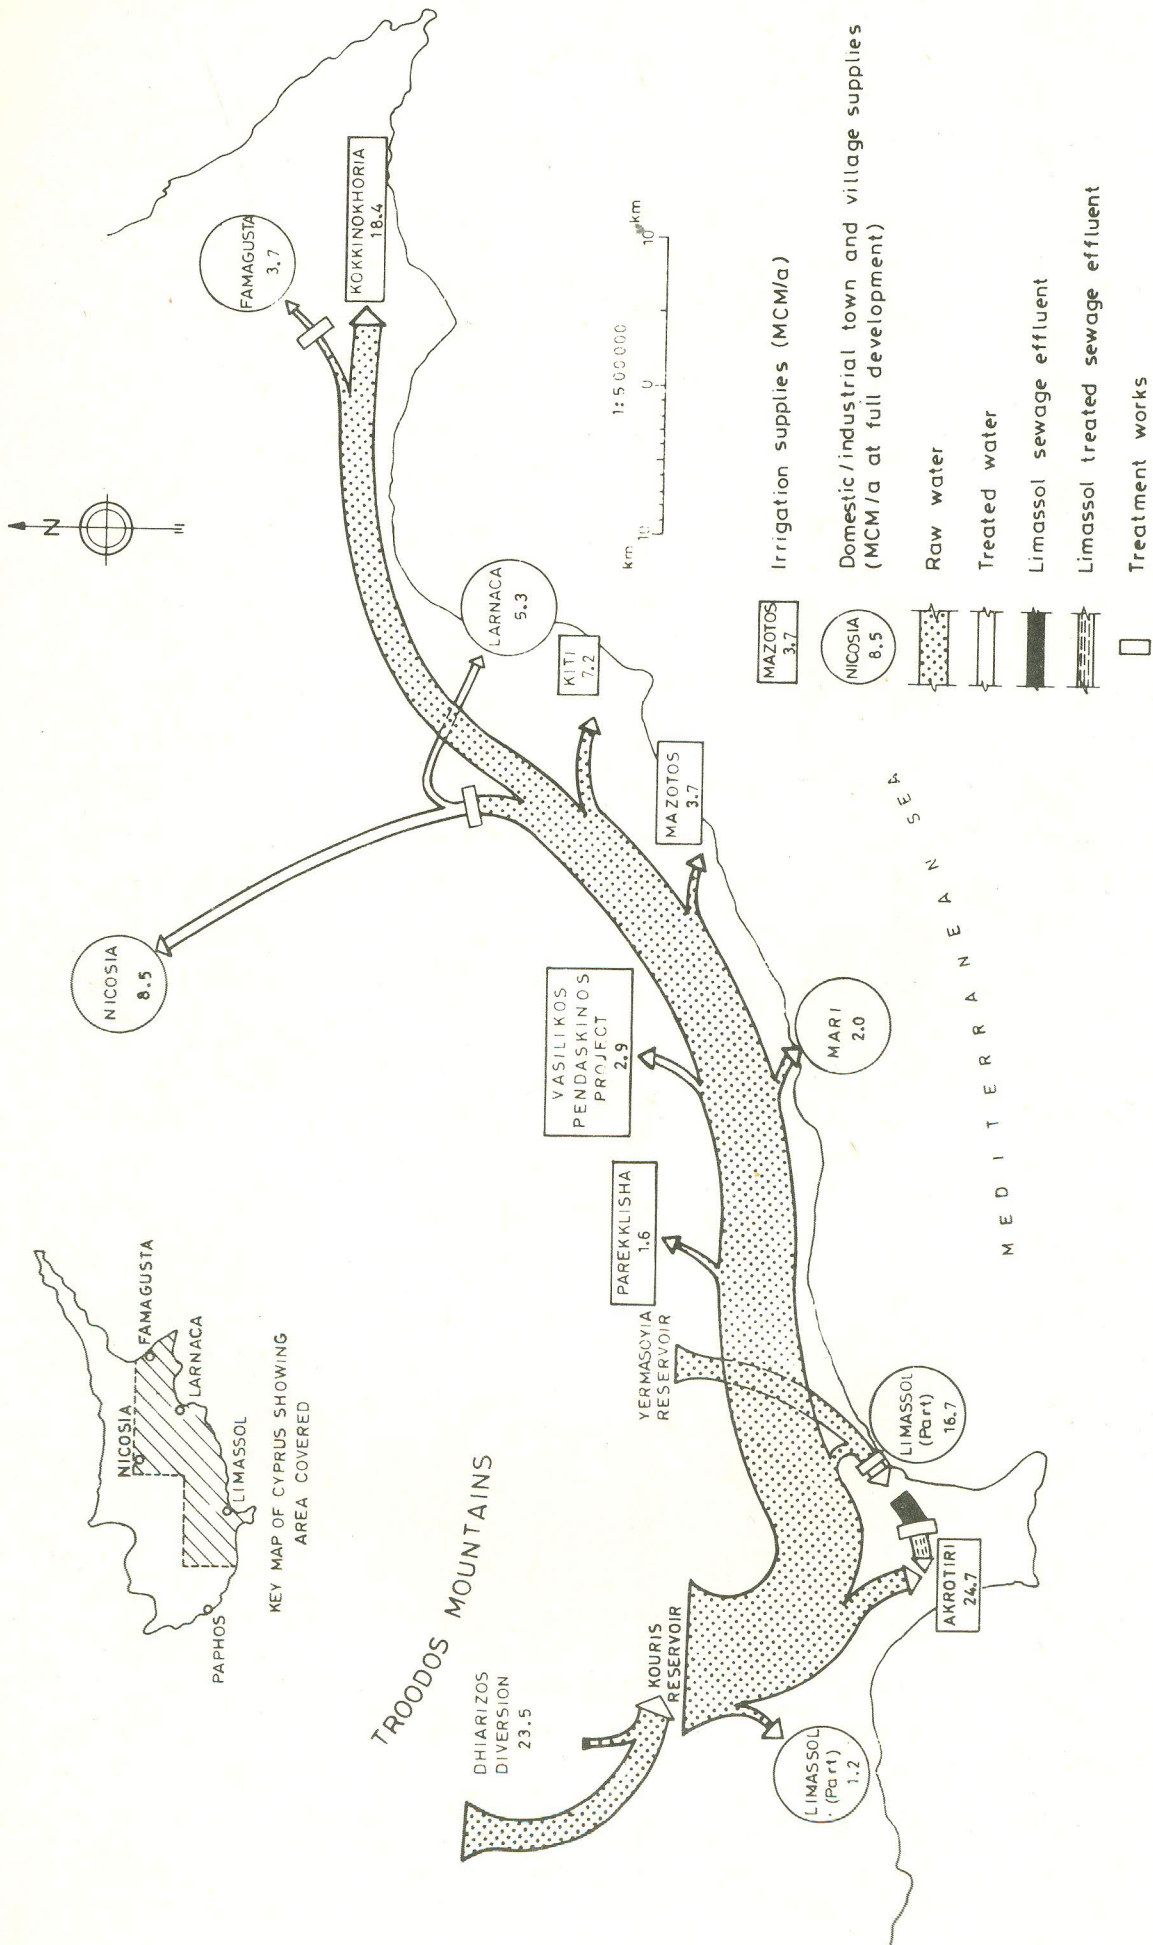 N
FAMAGUSTA
3.7
KOKKINOKHORIA
18.4
LARNACA
5.3
KITI
7.2
MAZOTOS
3.7
NICOSIA
8.5
VASILIKOS
PENDASKINOS
PROJECT
2.9
MARI
2.0
PAREKKLISHA
1.6
YERMASOYIA
RESERVOIR
LIMASSOL
(Part)
16.7
AKROTIRI
24.7
KOURIS
RESERVOIR
LIMASSOL
(Part)
1.2
DHIARIZOS
DIVERSION
23.5
TROODOS MOUNTAINS
MEDITERRANEAN SEA
NICOSIA
FAMAGUSTA
LARNACA
LIMASSOL
PAPHOS
KEY MAP OF CYPRUS SHOWING
AREA COVERED
1:500000
km 10 0 10 km
MAZOTOS
3.7
Irrigation supplies (MCM/a)
NICOSIA
8.5
Domestic/industrial town and village supplies
(MCM/a at full development)
Raw water
Treated water
Limassol sewage effluent
Limassol treated sewage effluent
Treatment works